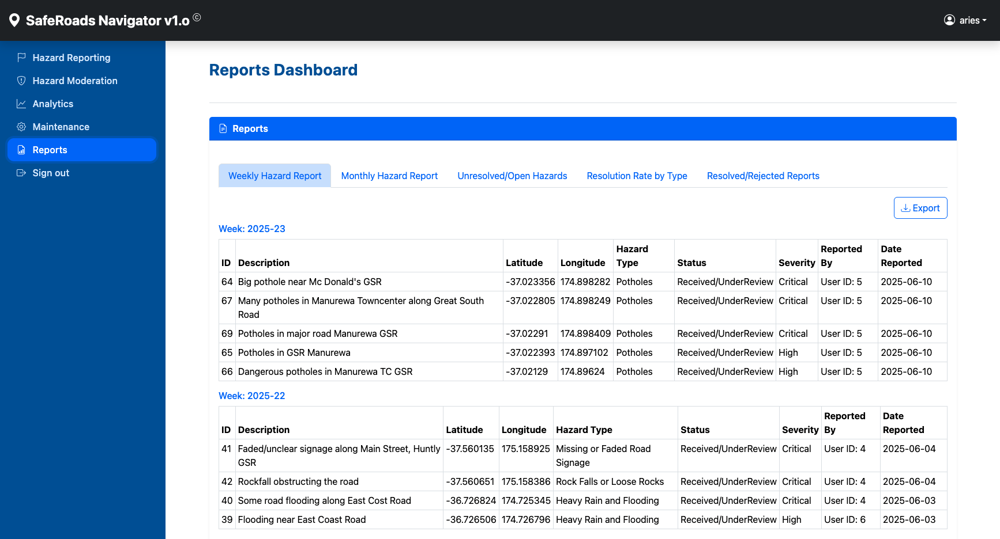 SafeRoads Navigator v1.o ©
aries
Hazard Reporting
Hazard Moderation
Analytics
Maintenance
Reports
Sign out
Reports Dashboard
Reports
Weekly Hazard Report Monthly Hazard Report Unresolved/Open Hazards Resolution Rate by Type Resolved/Rejected Reports
Export
Week: 2025-23
ID Description Latitude Longitude Hazard Type Status Severity Reported By Date Reported
64 Big pothole near Mc Donald's GSR -37.023356 174.898282 Potholes Received/UnderReview Critical User ID: 5 2025-06-10
67 Many potholes in Manurewa Towncenter along Great South Road -37.022805 174.898249 Potholes Received/UnderReview Critical User ID: 5 2025-06-10
69 Potholes in major road Manurewa GSR -37.02291 174.898409 Potholes Received/UnderReview Critical User ID: 5 2025-06-10
65 Potholes in GSR Manurewa -37.022393 174.897102 Potholes Received/UnderReview High User ID: 5 2025-06-10
66 Dangerous potholes in Manurewa TC GSR -37.02129 174.89624 Potholes Received/UnderReview High User ID: 5 2025-06-10
Week: 2025-22
ID Description Latitude Longitude Hazard Type Status Severity Reported By Date Reported
41 Faded/unclear signage along Main Street, Huntly GSR -37.560135 175.158925 Missing or Faded Road Signage Received/UnderReview Critical User ID: 4 2025-06-04
42 Rockfall obstructing the road -37.560651 175.158386 Rock Falls or Loose Rocks Received/UnderReview Critical User ID: 4 2025-06-04
40 Some road flooding along East Cost Road -36.726824 174.725345 Heavy Rain and Flooding Received/UnderReview Critical User ID: 4 2025-06-03
39 Flooding near East Coast Road -36.726506 174.726796 Heavy Rain and Flooding Received/UnderReview High User ID: 6 2025-06-03